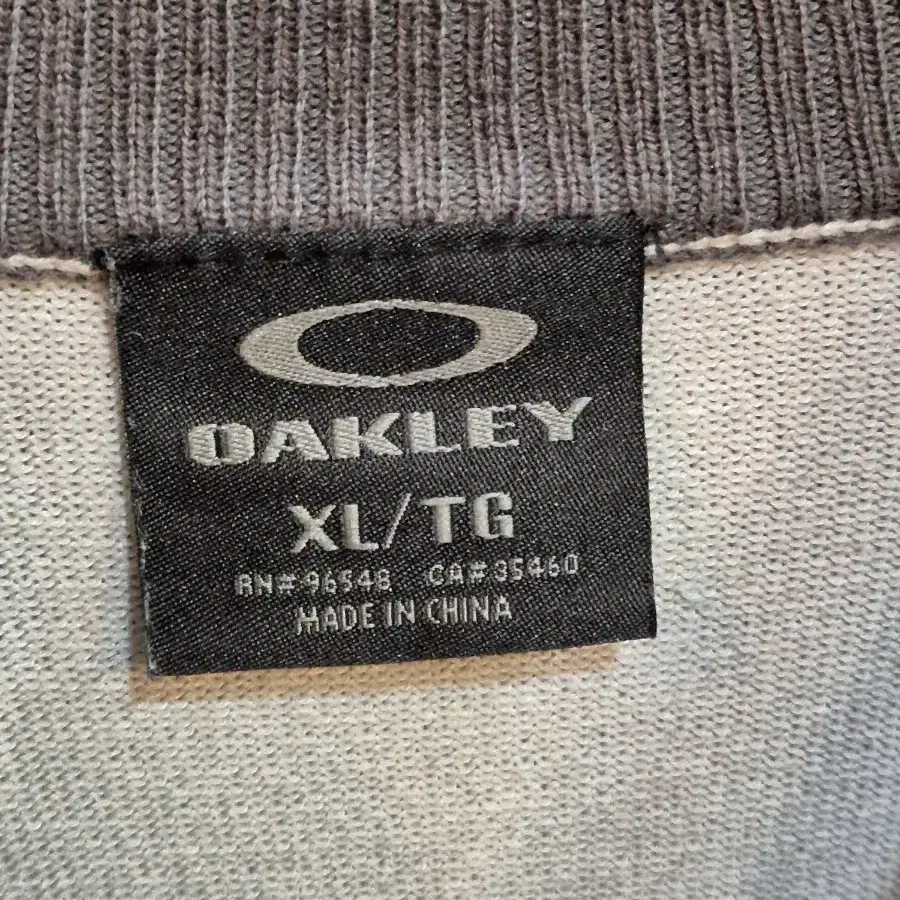 OAKLEY
XL/TG
RN# 96548 CA# 35460
MADE IN CHINA